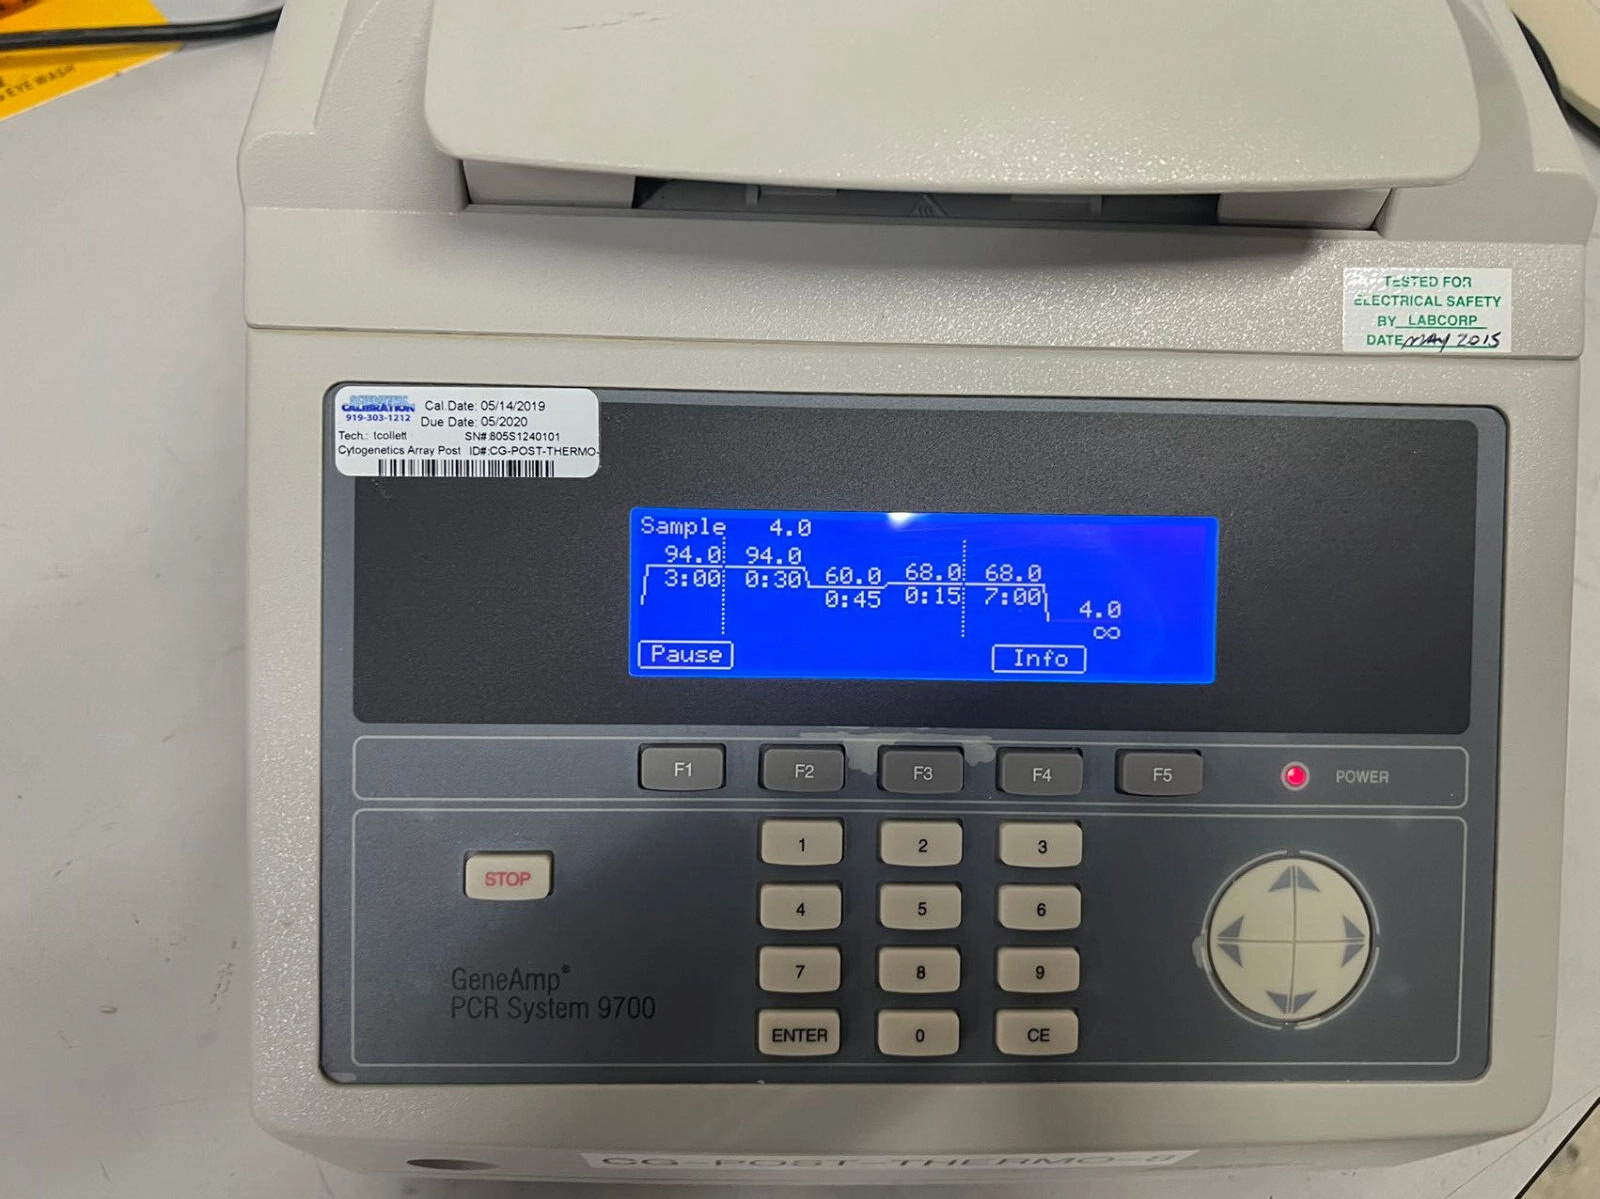 EYE WASH
TESTED FOR
ELECTRICAL SAFETY
BY LABCORP
DATE MAY 2015
CALIBRATION
919-303-1212
Cal.Date: 05/14/2019
Due Date: 05/2020
Tech.: tcollett SN#:805S1240101
Cytogenetics Array Post ID#:CG-POST-THERMO-
Sample 4.0
94.0 94.0 60.0 68.0 68.0 4.0
3:00 0:30 0:45 0:15 7:00 ∞
Pause Info
F1 F2 F3 F4 F5 POWER
1 2 3
STOP
4 5 6
7 8 9
GeneAmp®
PCR System 9700
ENTER 0 CE
CG-POST-THERMO-